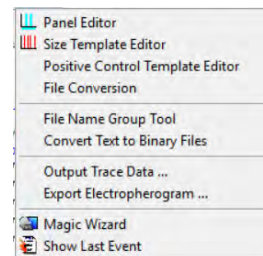 Panel Editor
Size Template Editor
Positive Control Template Editor
File Conversion
File Name Group Tool
Convert Text to Binary Files
Output Trace Data ...
Export Electropherogram ...
Magic Wizard
Show Last Event